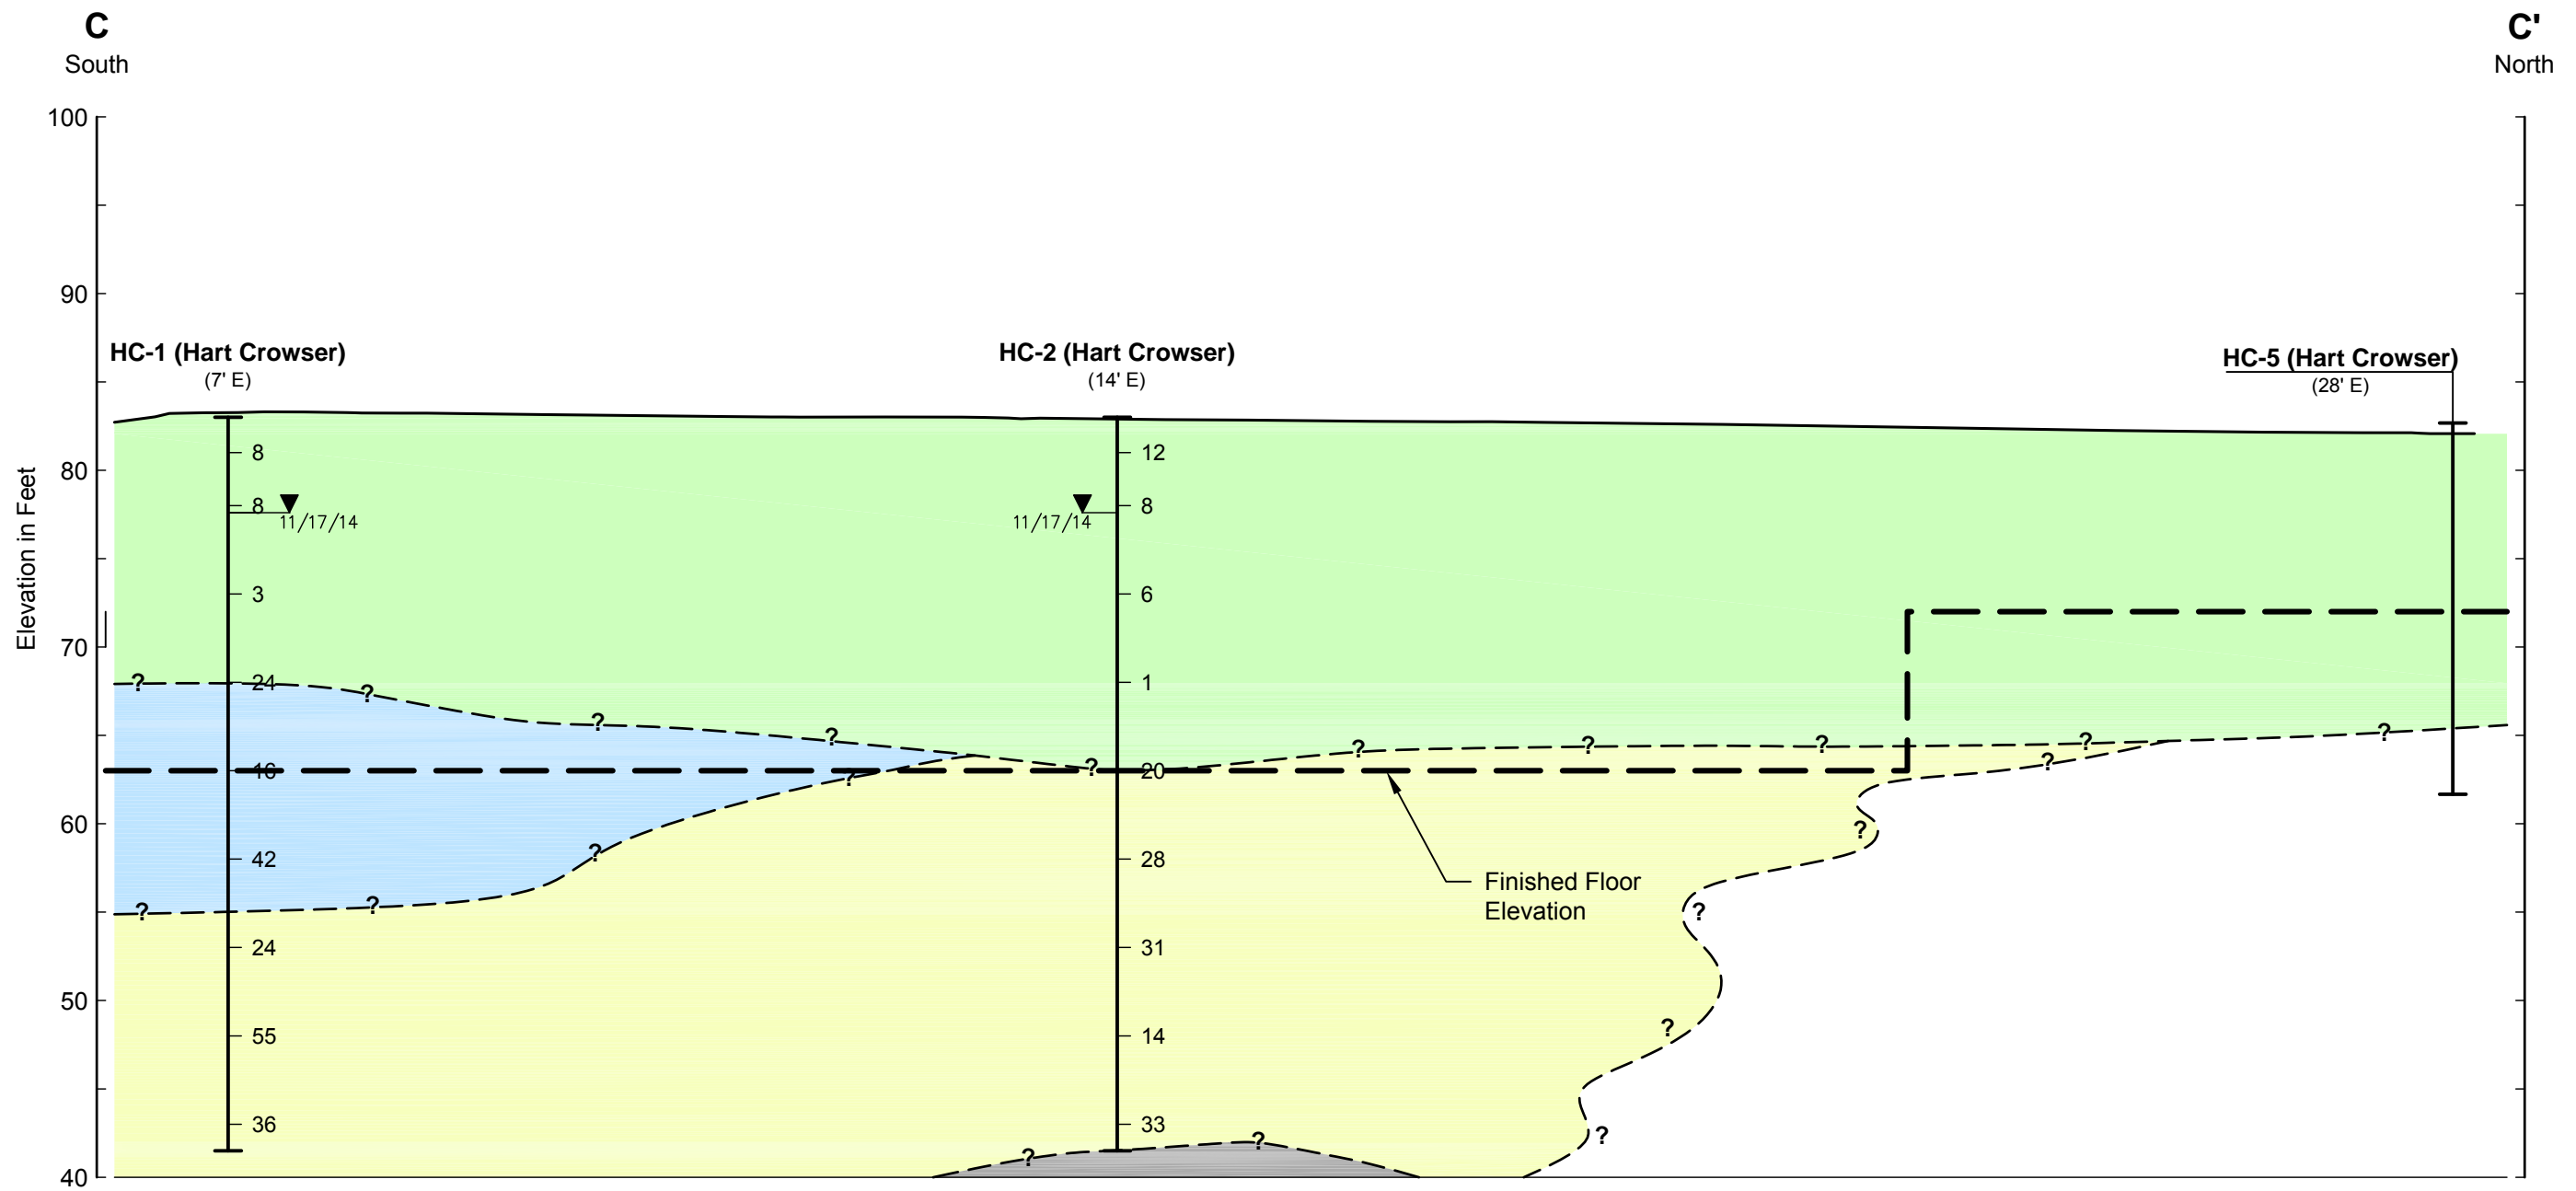 C
C'
South
North
100
90
HC-1 (Hart Crowser)
(7' E)
HC-2 (Hart Crowser)
(14' E)
HC-5 (Hart Crowser)
(28' E)
Elevation in Feet
80
70
60
50
40
8
8
11/17/14
3
24
16
42
24
55
36
12
8
11/17/14
6
1
20
28
31
14
33
? ? ? ?
? ? ? ?
? ? ? ? ? ?
? ? ? ? ?
? ?
Finished Floor
Elevation